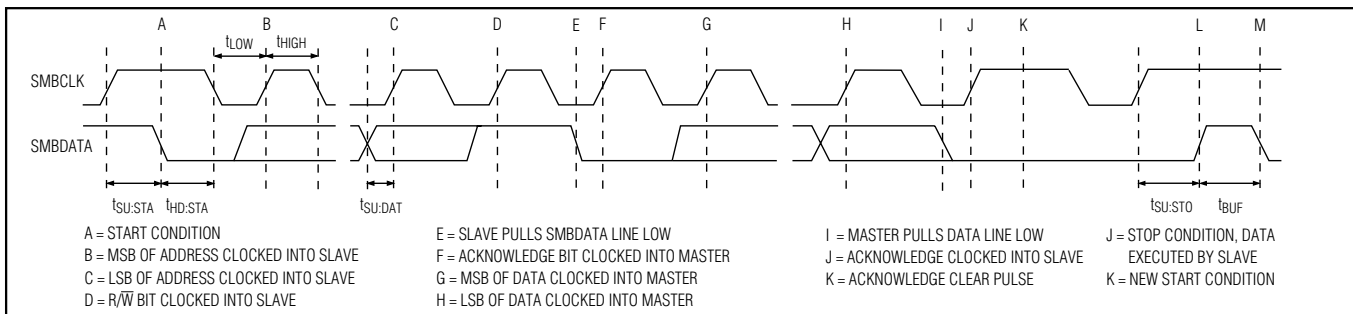 A B C D E F G H I J K L M
tLOW tHIGH
SMBCLK
SMBDATA
tSU:STA tHD:STA tSU:DAT tSU:STO tBUF
A = START CONDITION
B = MSB OF ADDRESS CLOCKED INTO SLAVE
C = LSB OF ADDRESS CLOCKED INTO SLAVE
D = R/W̅ BIT CLOCKED INTO SLAVE
E = SLAVE PULLS SMBDATA LINE LOW
F = ACKNOWLEDGE BIT CLOCKED INTO MASTER
G = MSB OF DATA CLOCKED INTO MASTER
H = LSB OF DATA CLOCKED INTO MASTER
I = MASTER PULLS DATA LINE LOW
J = ACKNOWLEDGE CLOCKED INTO SLAVE
K = ACKNOWLEDGE CLEAR PULSE
J = STOP CONDITION, DATA
EXECUTED BY SLAVE
K = NEW START CONDITION